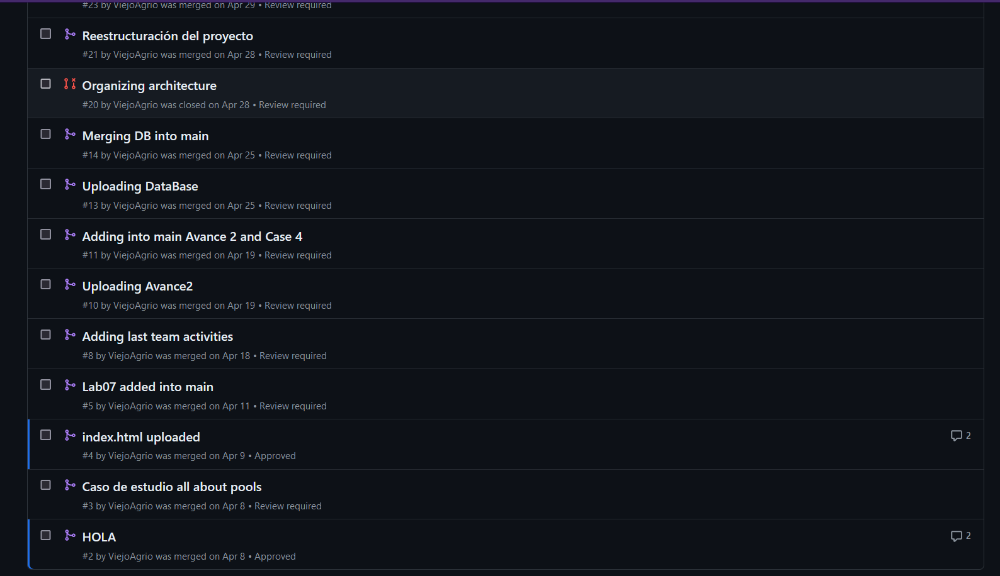 #23 by ViejoAgrio was merged on Apr 29 • Review required
Reestructuración del proyecto
#21 by ViejoAgrio was merged on Apr 28 • Review required
Organizing architecture
#20 by ViejoAgrio was closed on Apr 28 • Review required
Merging DB into main
#14 by ViejoAgrio was merged on Apr 25 • Review required
Uploading DataBase
#13 by ViejoAgrio was merged on Apr 25 • Review required
Adding into main Avance 2 and Case 4
#11 by ViejoAgrio was merged on Apr 19 • Review required
Uploading Avance2
#10 by ViejoAgrio was merged on Apr 19 • Review required
Adding last team activities
#8 by ViejoAgrio was merged on Apr 18 • Review required
Lab07 added into main
#5 by ViejoAgrio was merged on Apr 11 • Review required
index.html uploaded
2
#4 by ViejoAgrio was merged on Apr 9 • Approved
Caso de estudio all about pools
#3 by ViejoAgrio was merged on Apr 8 • Review required
HOLA
2
#2 by ViejoAgrio was merged on Apr 8 • Approved